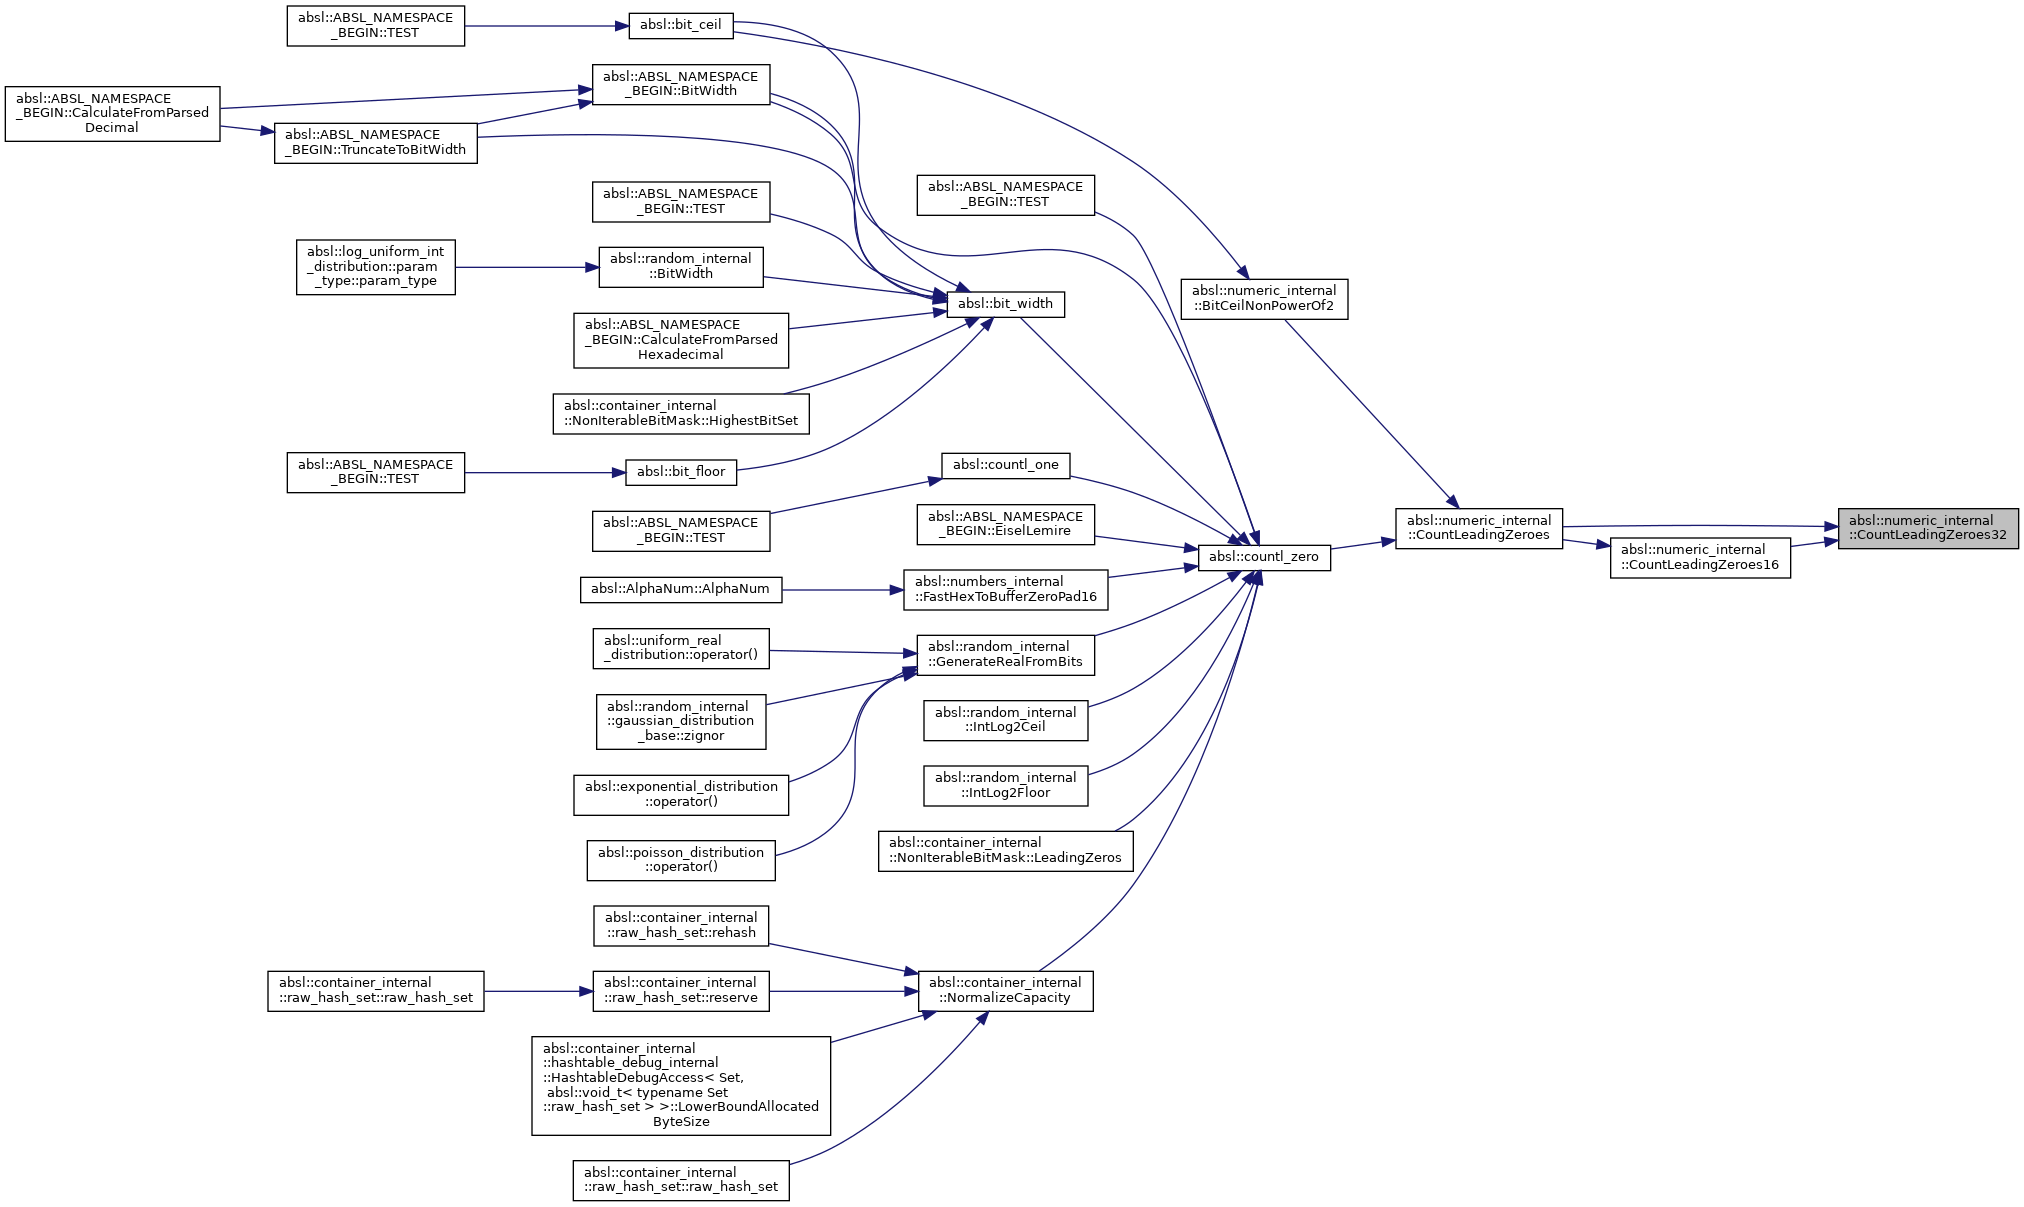 absl::ABSL_NAMESPACE
_BEGIN::TEST
absl::bit_ceil
absl::ABSL_NAMESPACE
_BEGIN::BitWidth
absl::ABSL_NAMESPACE
_BEGIN::CalculateFromParsed
Decimal
absl::ABSL_NAMESPACE
_BEGIN::TruncateToBitWidth
absl::ABSL_NAMESPACE
_BEGIN::TEST
absl::ABSL_NAMESPACE
_BEGIN::TEST
absl::log_uniform_int
_distribution::param
_type::param_type
absl::random_internal
::BitWidth
absl::bit_width
absl::numeric_internal
::BitCeilNonPowerOf2
absl::ABSL_NAMESPACE
_BEGIN::CalculateFromParsed
Hexadecimal
absl::container_internal
::NonIterableBitMask::HighestBitSet
absl::ABSL_NAMESPACE
_BEGIN::TEST
absl::bit_floor
absl::countl_one
absl::ABSL_NAMESPACE
_BEGIN::TEST
absl::ABSL_NAMESPACE
_BEGIN::EiselLemire
absl::countl_zero
absl::numeric_internal
::CountLeadingZeroes
absl::numeric_internal
::CountLeadingZeroes16
absl::numeric_internal
::CountLeadingZeroes32
absl::AlphaNum::AlphaNum
absl::numbers_internal
::FastHexToBufferZeroPad16
absl::uniform_real
_distribution::operator()
absl::random_internal
::GenerateRealFromBits
absl::random_internal
::gaussian_distribution
_base::zignor
absl::random_internal
::IntLog2Ceil
absl::exponential_distribution
::operator()
absl::random_internal
::IntLog2Floor
absl::poisson_distribution
::operator()
absl::container_internal
::NonIterableBitMask::LeadingZeros
absl::container_internal
::raw_hash_set::rehash
absl::container_internal
::raw_hash_set::raw_hash_set
absl::container_internal
::raw_hash_set::reserve
absl::container_internal
::NormalizeCapacity
absl::container_internal
::hashtable_debug_internal
::HashtableDebugAccess< Set,
absl::void_t< typename Set
::raw_hash_set > >::LowerBoundAllocated
ByteSize
absl::container_internal
::raw_hash_set::raw_hash_set